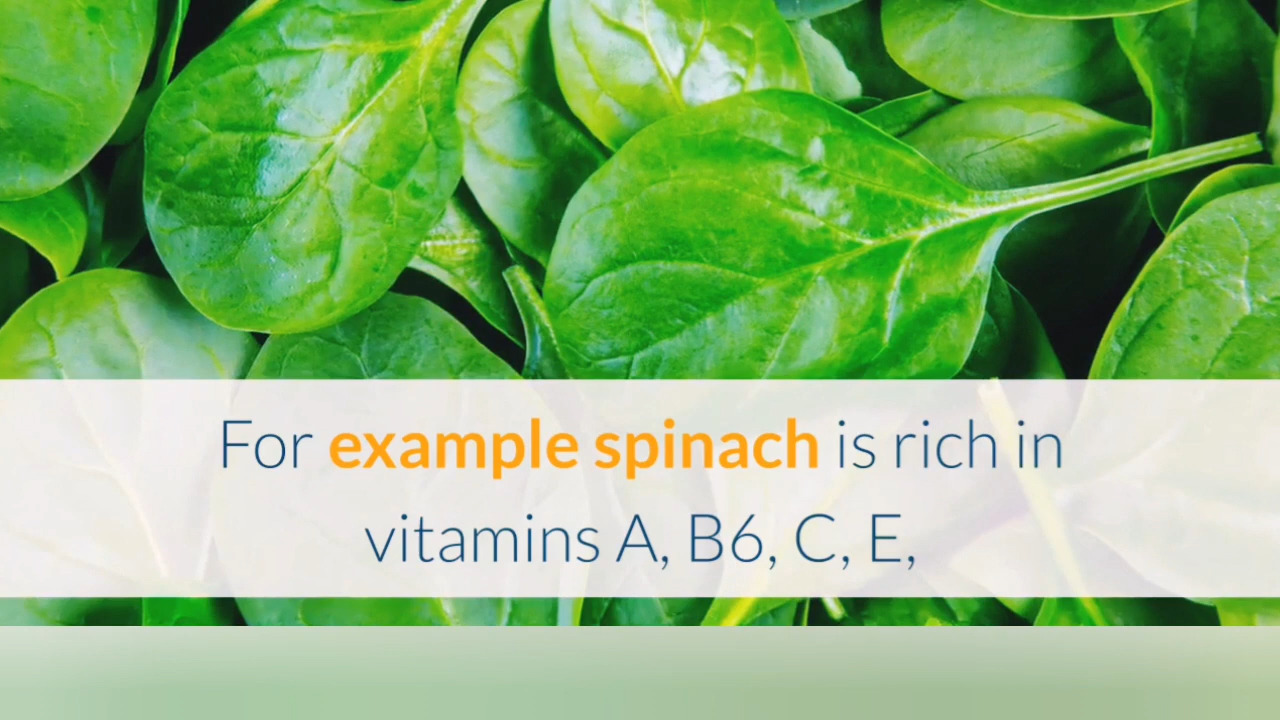 For example spinach is rich in
vitamins A, B6, C, E,